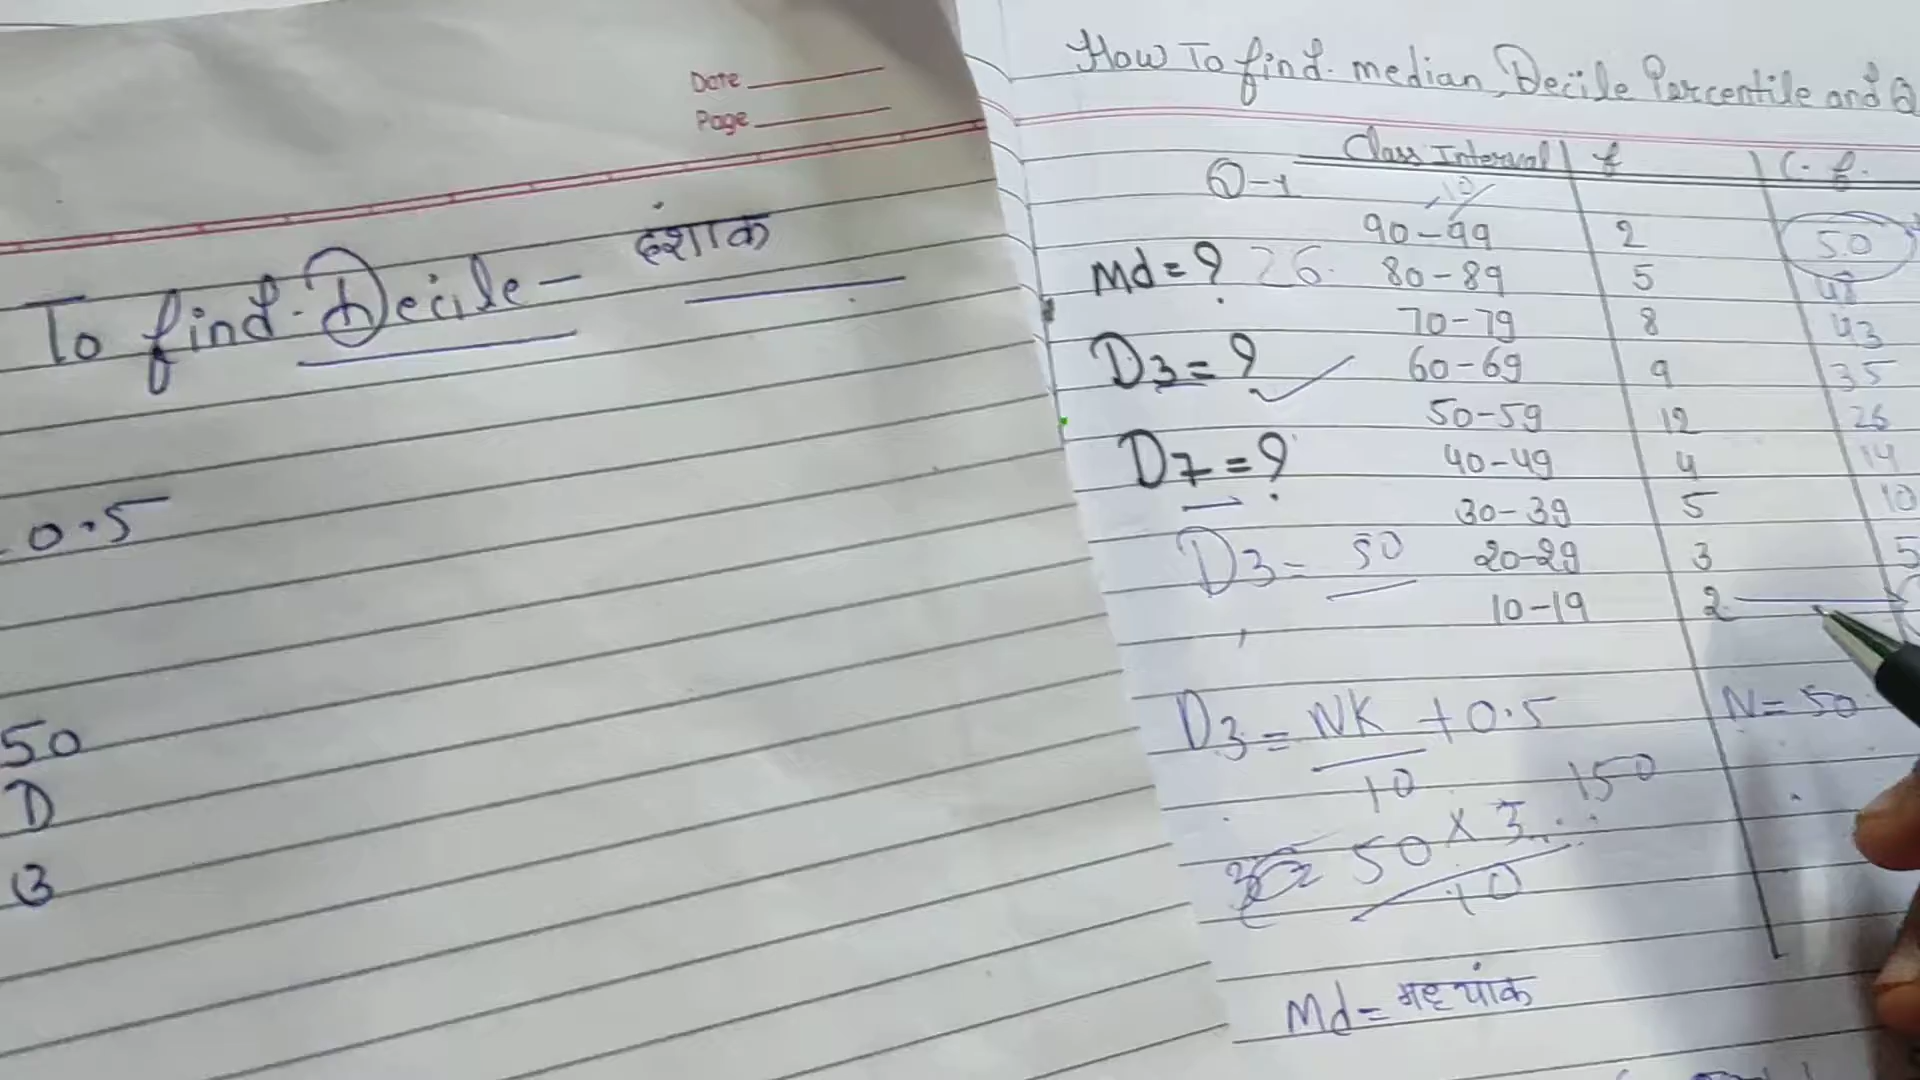 Date
Page
To find. Decile – दंशाक
0.5
50
D
3
How To find. median, Decile Percentile and Q
Class Interval f C.f.
Q-1 10
90-99 2 50
Md = ? 26. 80-89 5 48
70-79 8 43
D3 = ? 60-69 9 35
50-59 12 26
D7 = ? 40-49 4 14
30-39 5 10
D3 = 50 20-29 3 5
10-19 2
D3 = NK + 0.5 N = 50
10 150
50 x 3
10
Md = मध्यांक